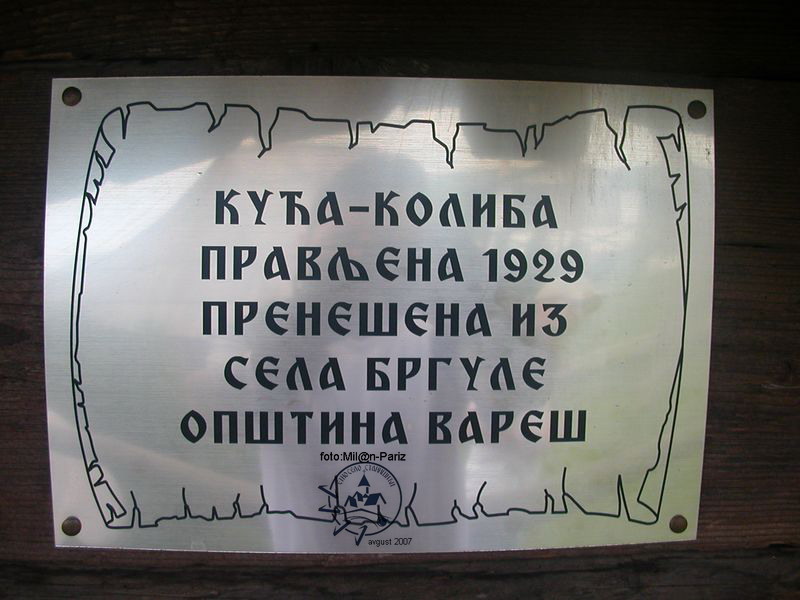 КУЋА-КОЛИБА
ПРАВЉЕНА 1929
ПРЕНЕШЕНА ИЗ
СЕЛА БРГУЛЕ
ОПШТИНА ВАРЕШ
foto:Mil@n-Pariz
avgust 2007